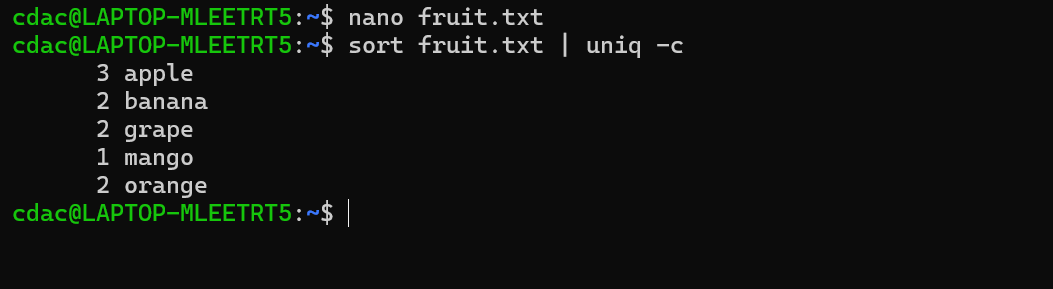 cdac@LAPTOP-MLEETRT5:~$ nano fruit.txt
cdac@LAPTOP-MLEETRT5:~$ sort fruit.txt | uniq -c
      3 apple
      2 banana
      2 grape
      1 mango
      2 orange
cdac@LAPTOP-MLEETRT5:~$